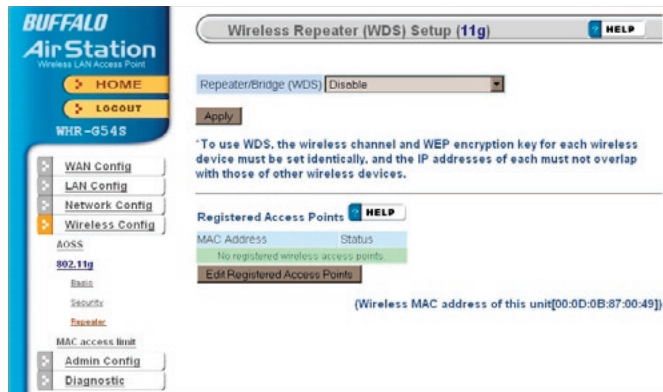 BUFFALO
AirStation
Wireless LAN Access Point
HOME
LOGOUT
WHR-G54S
WAN Config
LAN Config
Network Config
Wireless Config
AOSS
802.11g
Basic
Security
Repeater
MAC access limit
Admin Config
Diagnostic
Wireless Repeater (WDS) Setup (11g)
? HELP
Repeater/Bridge (WDS) Disable
Apply
*To use WDS, the wireless channel and WEP encryption key for each wireless
device must be set identically, and the IP addresses of each must not overlap
with those of other wireless devices.
Registered Access Points ? HELP
MAC Address Status
No registered wireless access points.
Edit Registered Access Points
(Wireless MAC address of this unit[00:0D:0B:87:00:49])